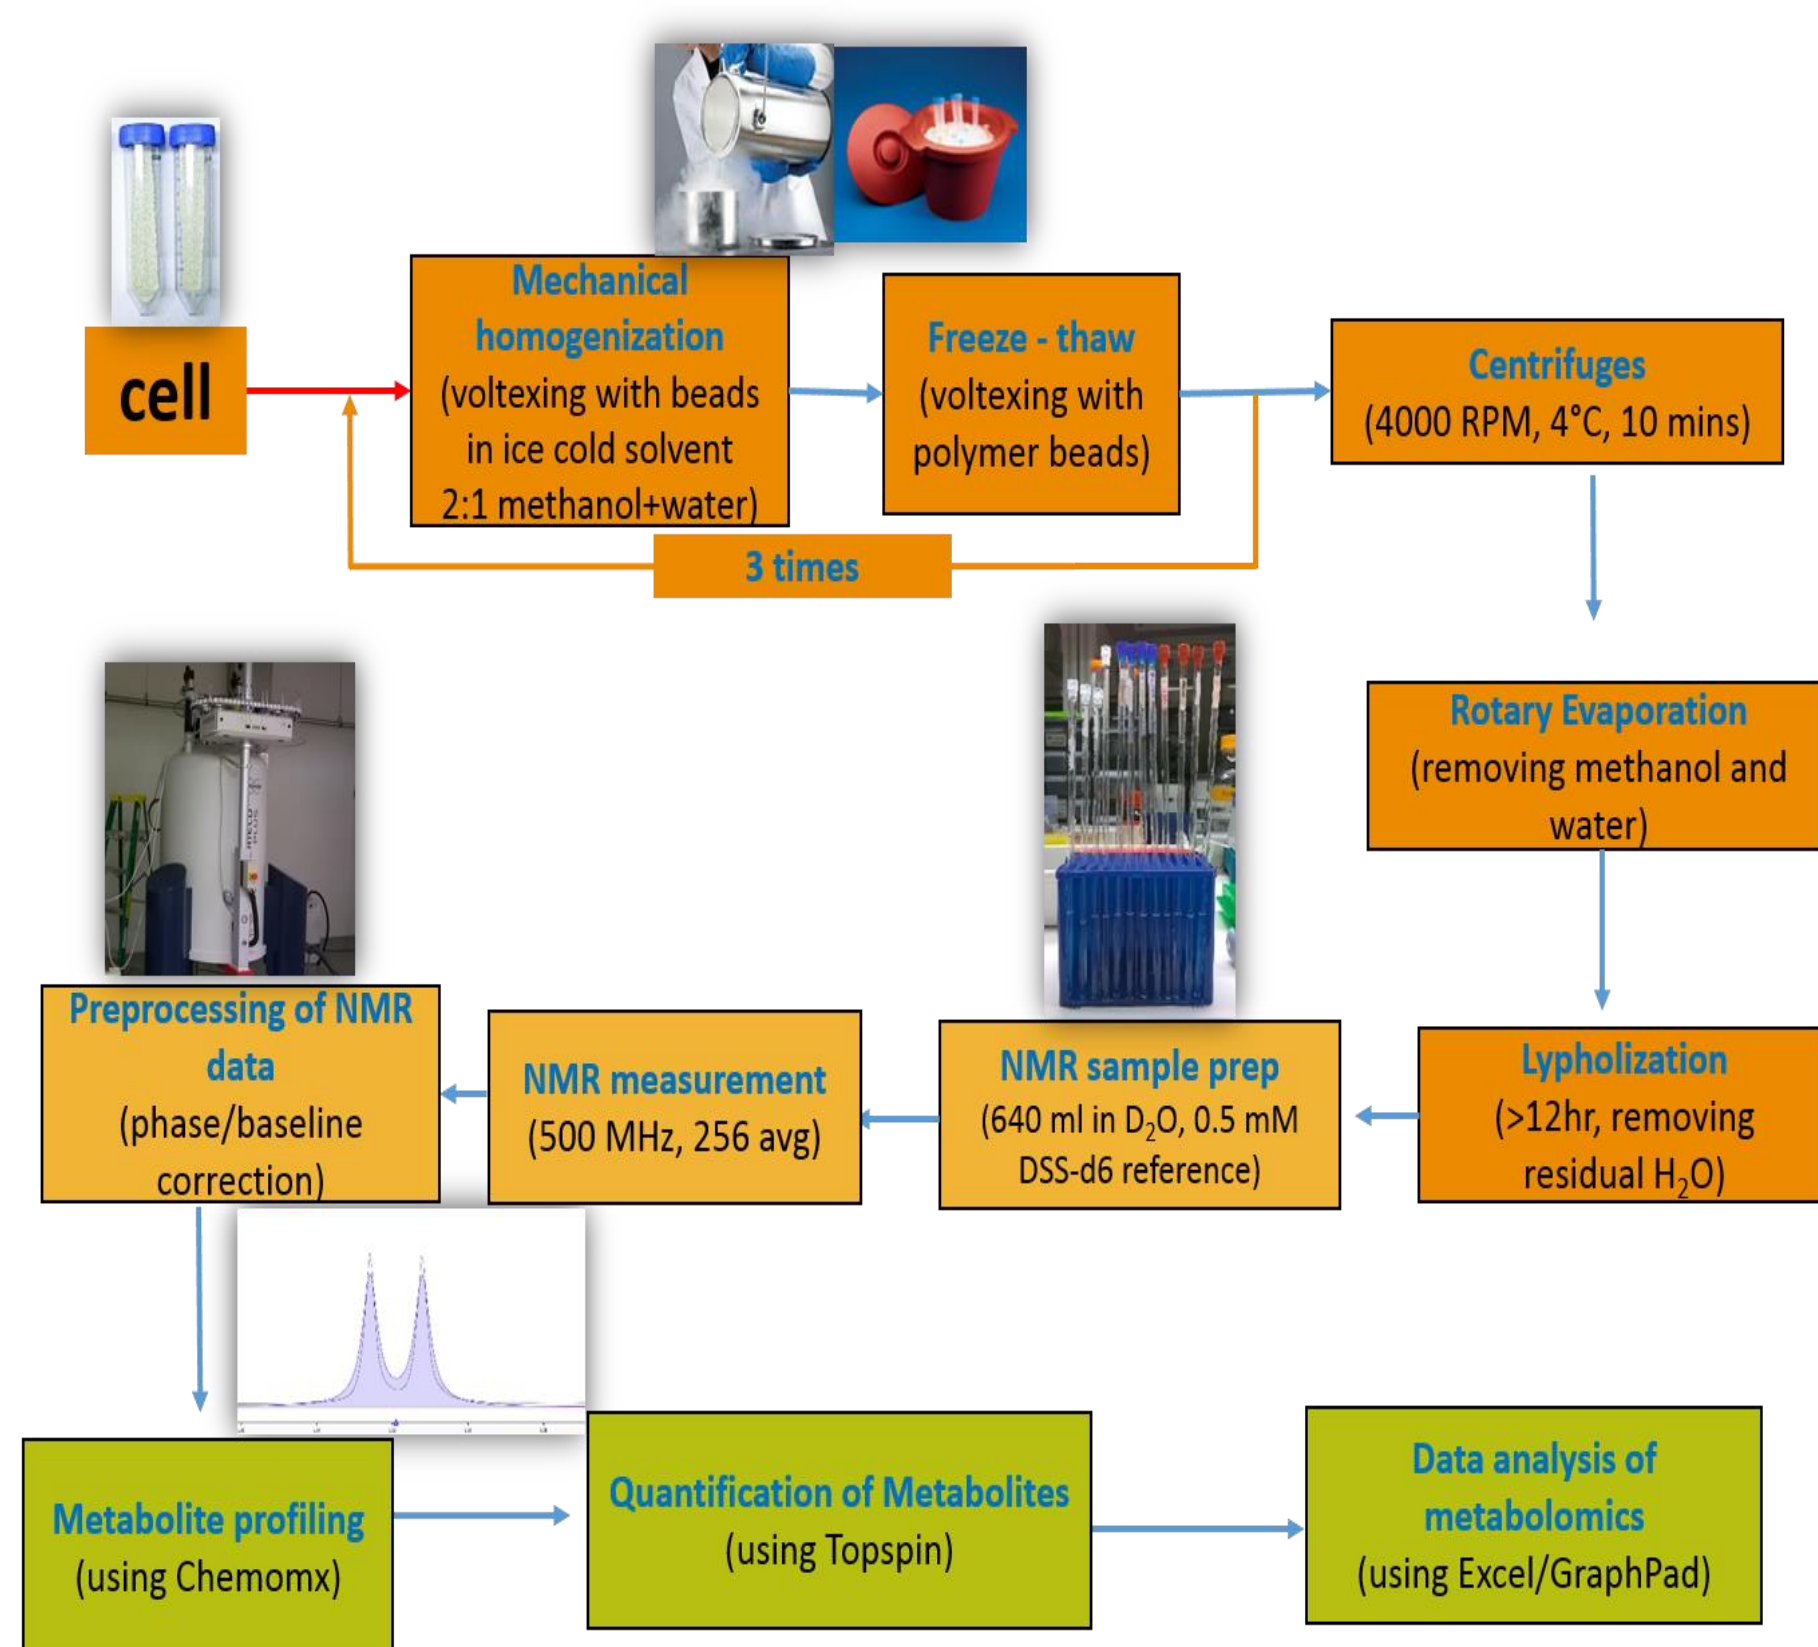 cell
Mechanical
homogenization
(voltexing with beads
in ice cold solvent
2:1 methanol+water)
Freeze - thaw
(voltexing with
polymer beads)
Centrifuges
(4000 RPM, 4°C, 10 mins)
3 times
Rotary Evaporation
(removing methanol and
water)
Lypholization
(>12hr, removing
residual H₂O)
NMR sample prep
(640 ml in D₂O, 0.5 mM
DSS-d6 reference)
NMR measurement
(500 MHz, 256 avg)
Preprocessing of NMR
data
(phase/baseline
correction)
Metabolite profiling
(using Chemomx)
Quantification of Metabolites
(using Topspin)
Data analysis of
metabolomics
(using Excel/GraphPad)